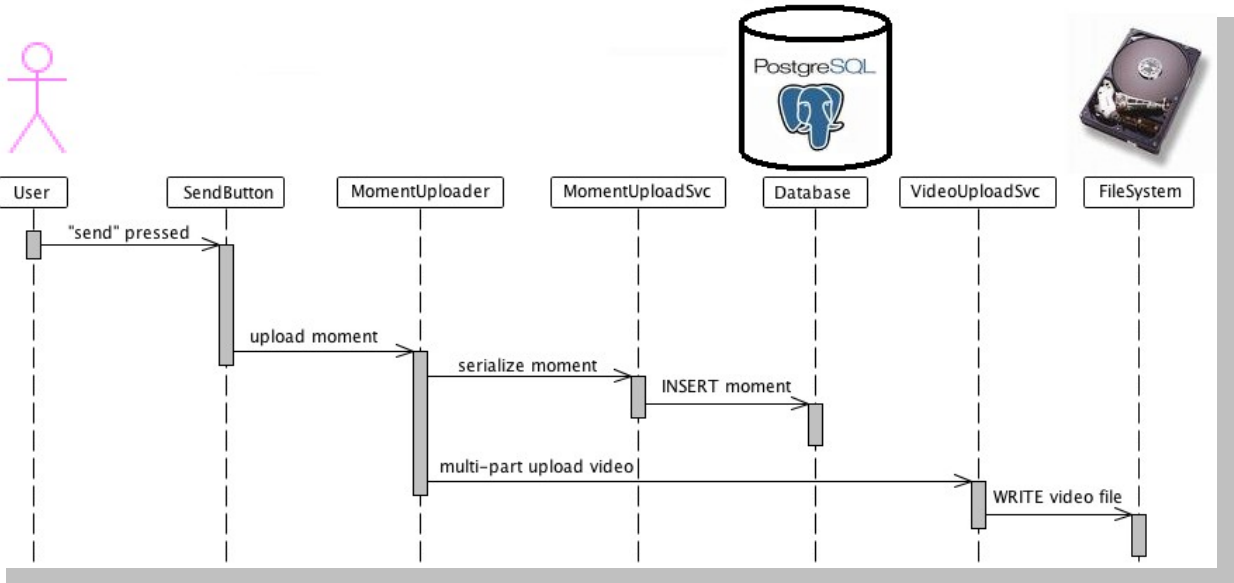 PostgreSQL
User
SendButton
MomentUploader
MomentUploadSvc
Database
VideoUploadSvc
FileSystem
"send" pressed
upload moment
serialize moment
INSERT moment
multi-part upload video
WRITE video file